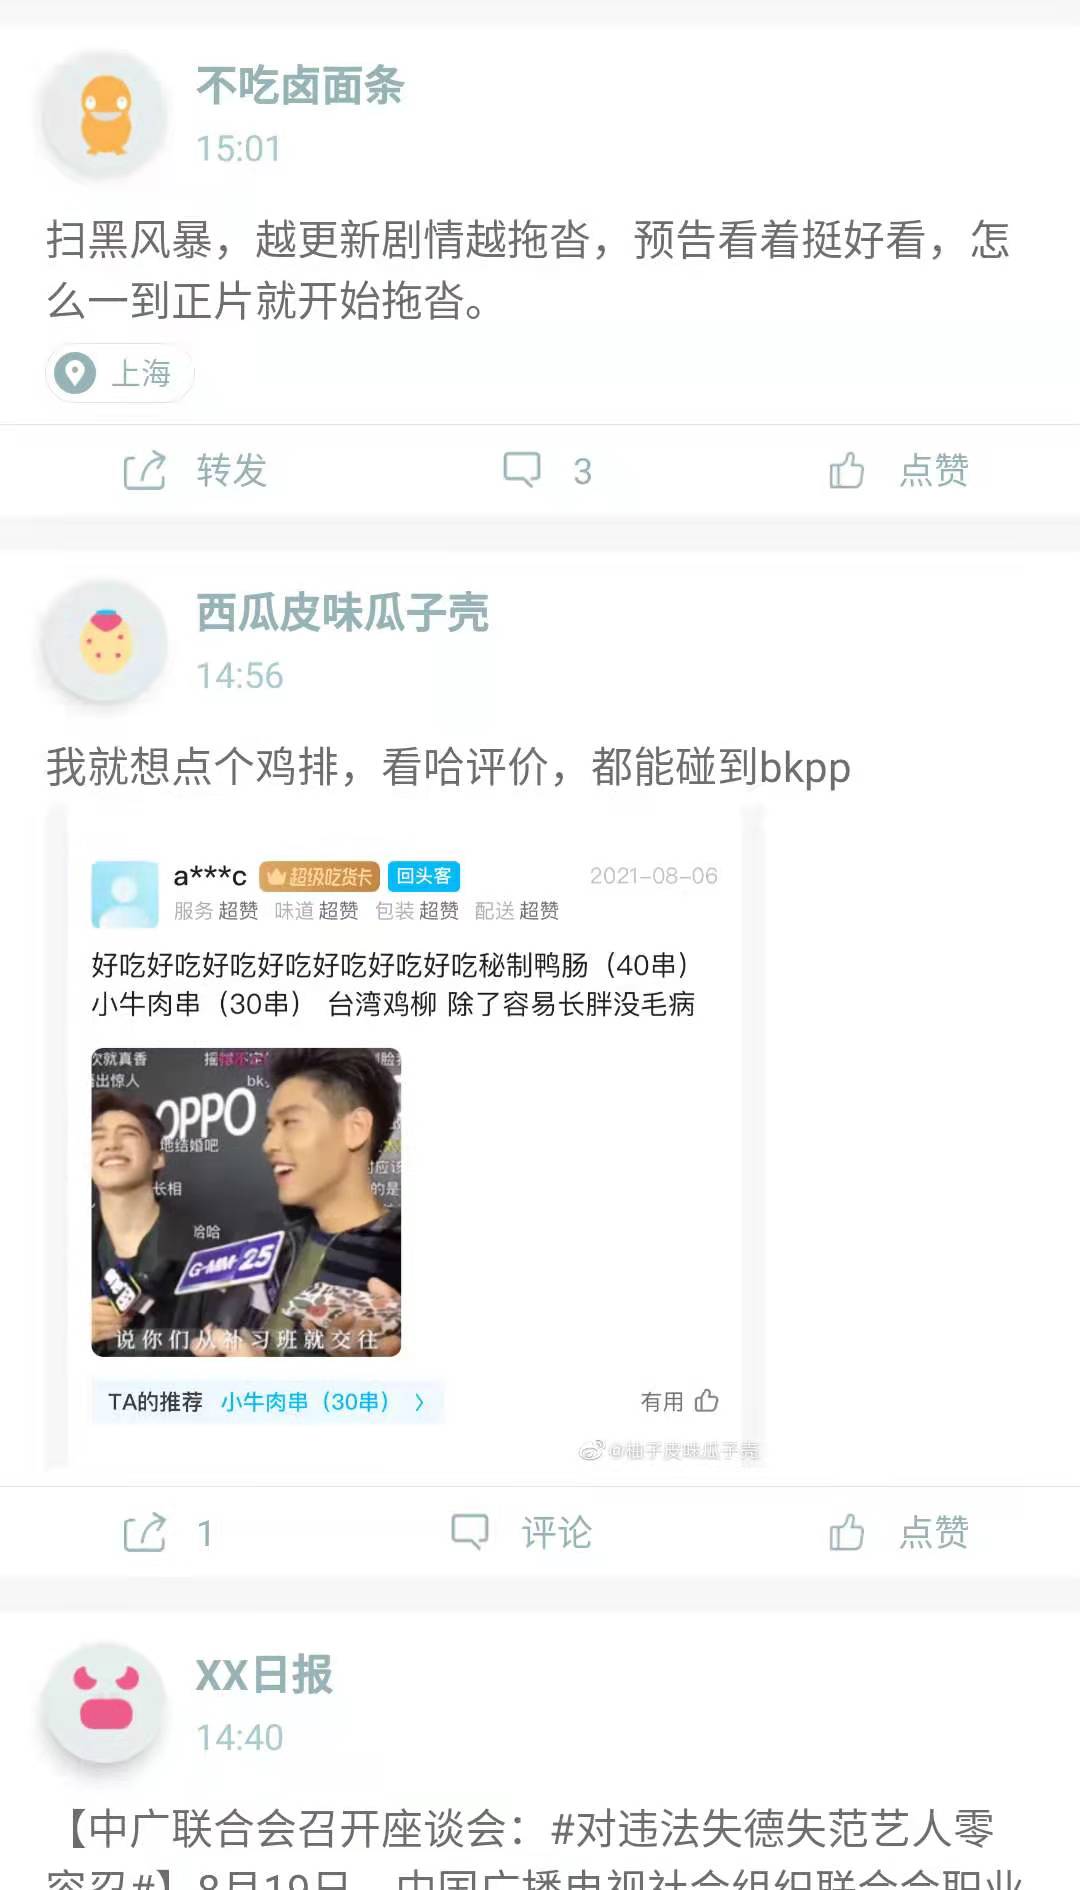 不吃卤面条
15:01
扫黑风暴，越更新剧情越拖沓，预告看着挺好看，怎
么一到正片就开始拖沓。
上海
转发 3 点赞
西瓜皮味瓜子壳
14:56
我就想点个鸡排，看哈评价，都能碰到bkpp
a***c 超级吃货卡 回头客 2021-08-06
服务 超赞 味道 超赞 包装 超赞 配送 超赞
好吃好吃好吃好吃好吃好吃好吃秘制鸭肠（40串）
小牛肉串（30串） 台湾鸡柳 除了容易长胖没毛病
次就真香
出惊人 bk
OPPO
地结婚吧
长相 的是
哈哈
G-MM-25
说你们从补习班就交往
TA的推荐 小牛肉串（30串） 有用
@柚子皮味瓜子壳
1 评论 点赞
XX日报
14:40
【中广联合会召开座谈会：#对违法失德失范艺人零
容忍#】8月19日，中国广播电视社会组织联合会职业